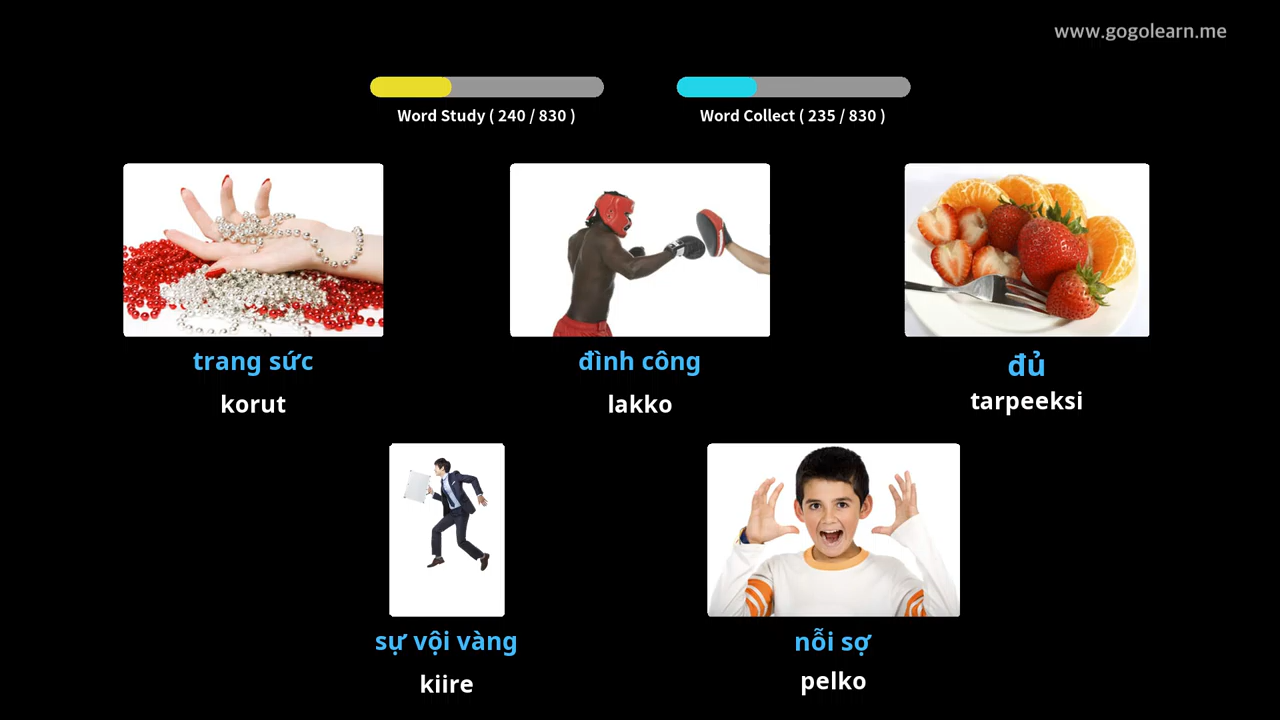 www.gogolearn.me
Word Study ( 240 / 830 )
Word Collect ( 235 / 830 )
trang sức
korut
đình công
lakko
đủ
tarpeeksi
sự vội vàng
kiire
nỗi sợ
pelko